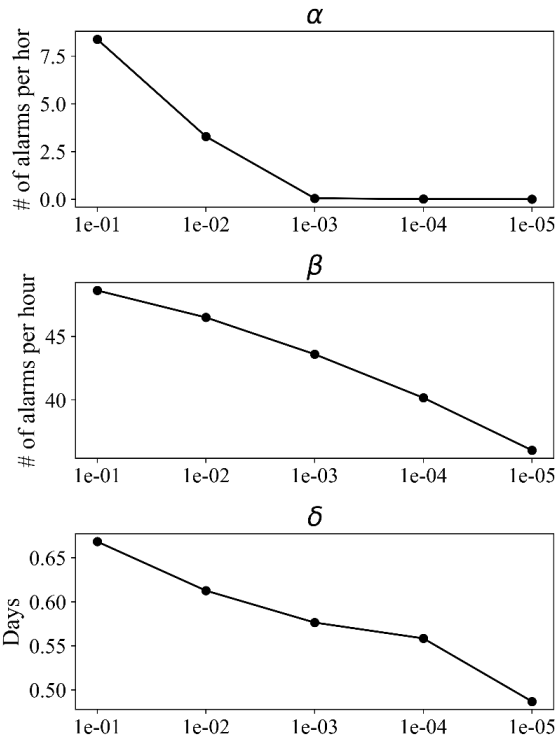 α
# of alarms per hor
7.5
5.0
2.5
0.0
1e-01 1e-02 1e-03 1e-04 1e-05
β
# of alarms per hour
45
40
1e-01 1e-02 1e-03 1e-04 1e-05
δ
Days
0.65
0.60
0.55
0.50
1e-01 1e-02 1e-03 1e-04 1e-05